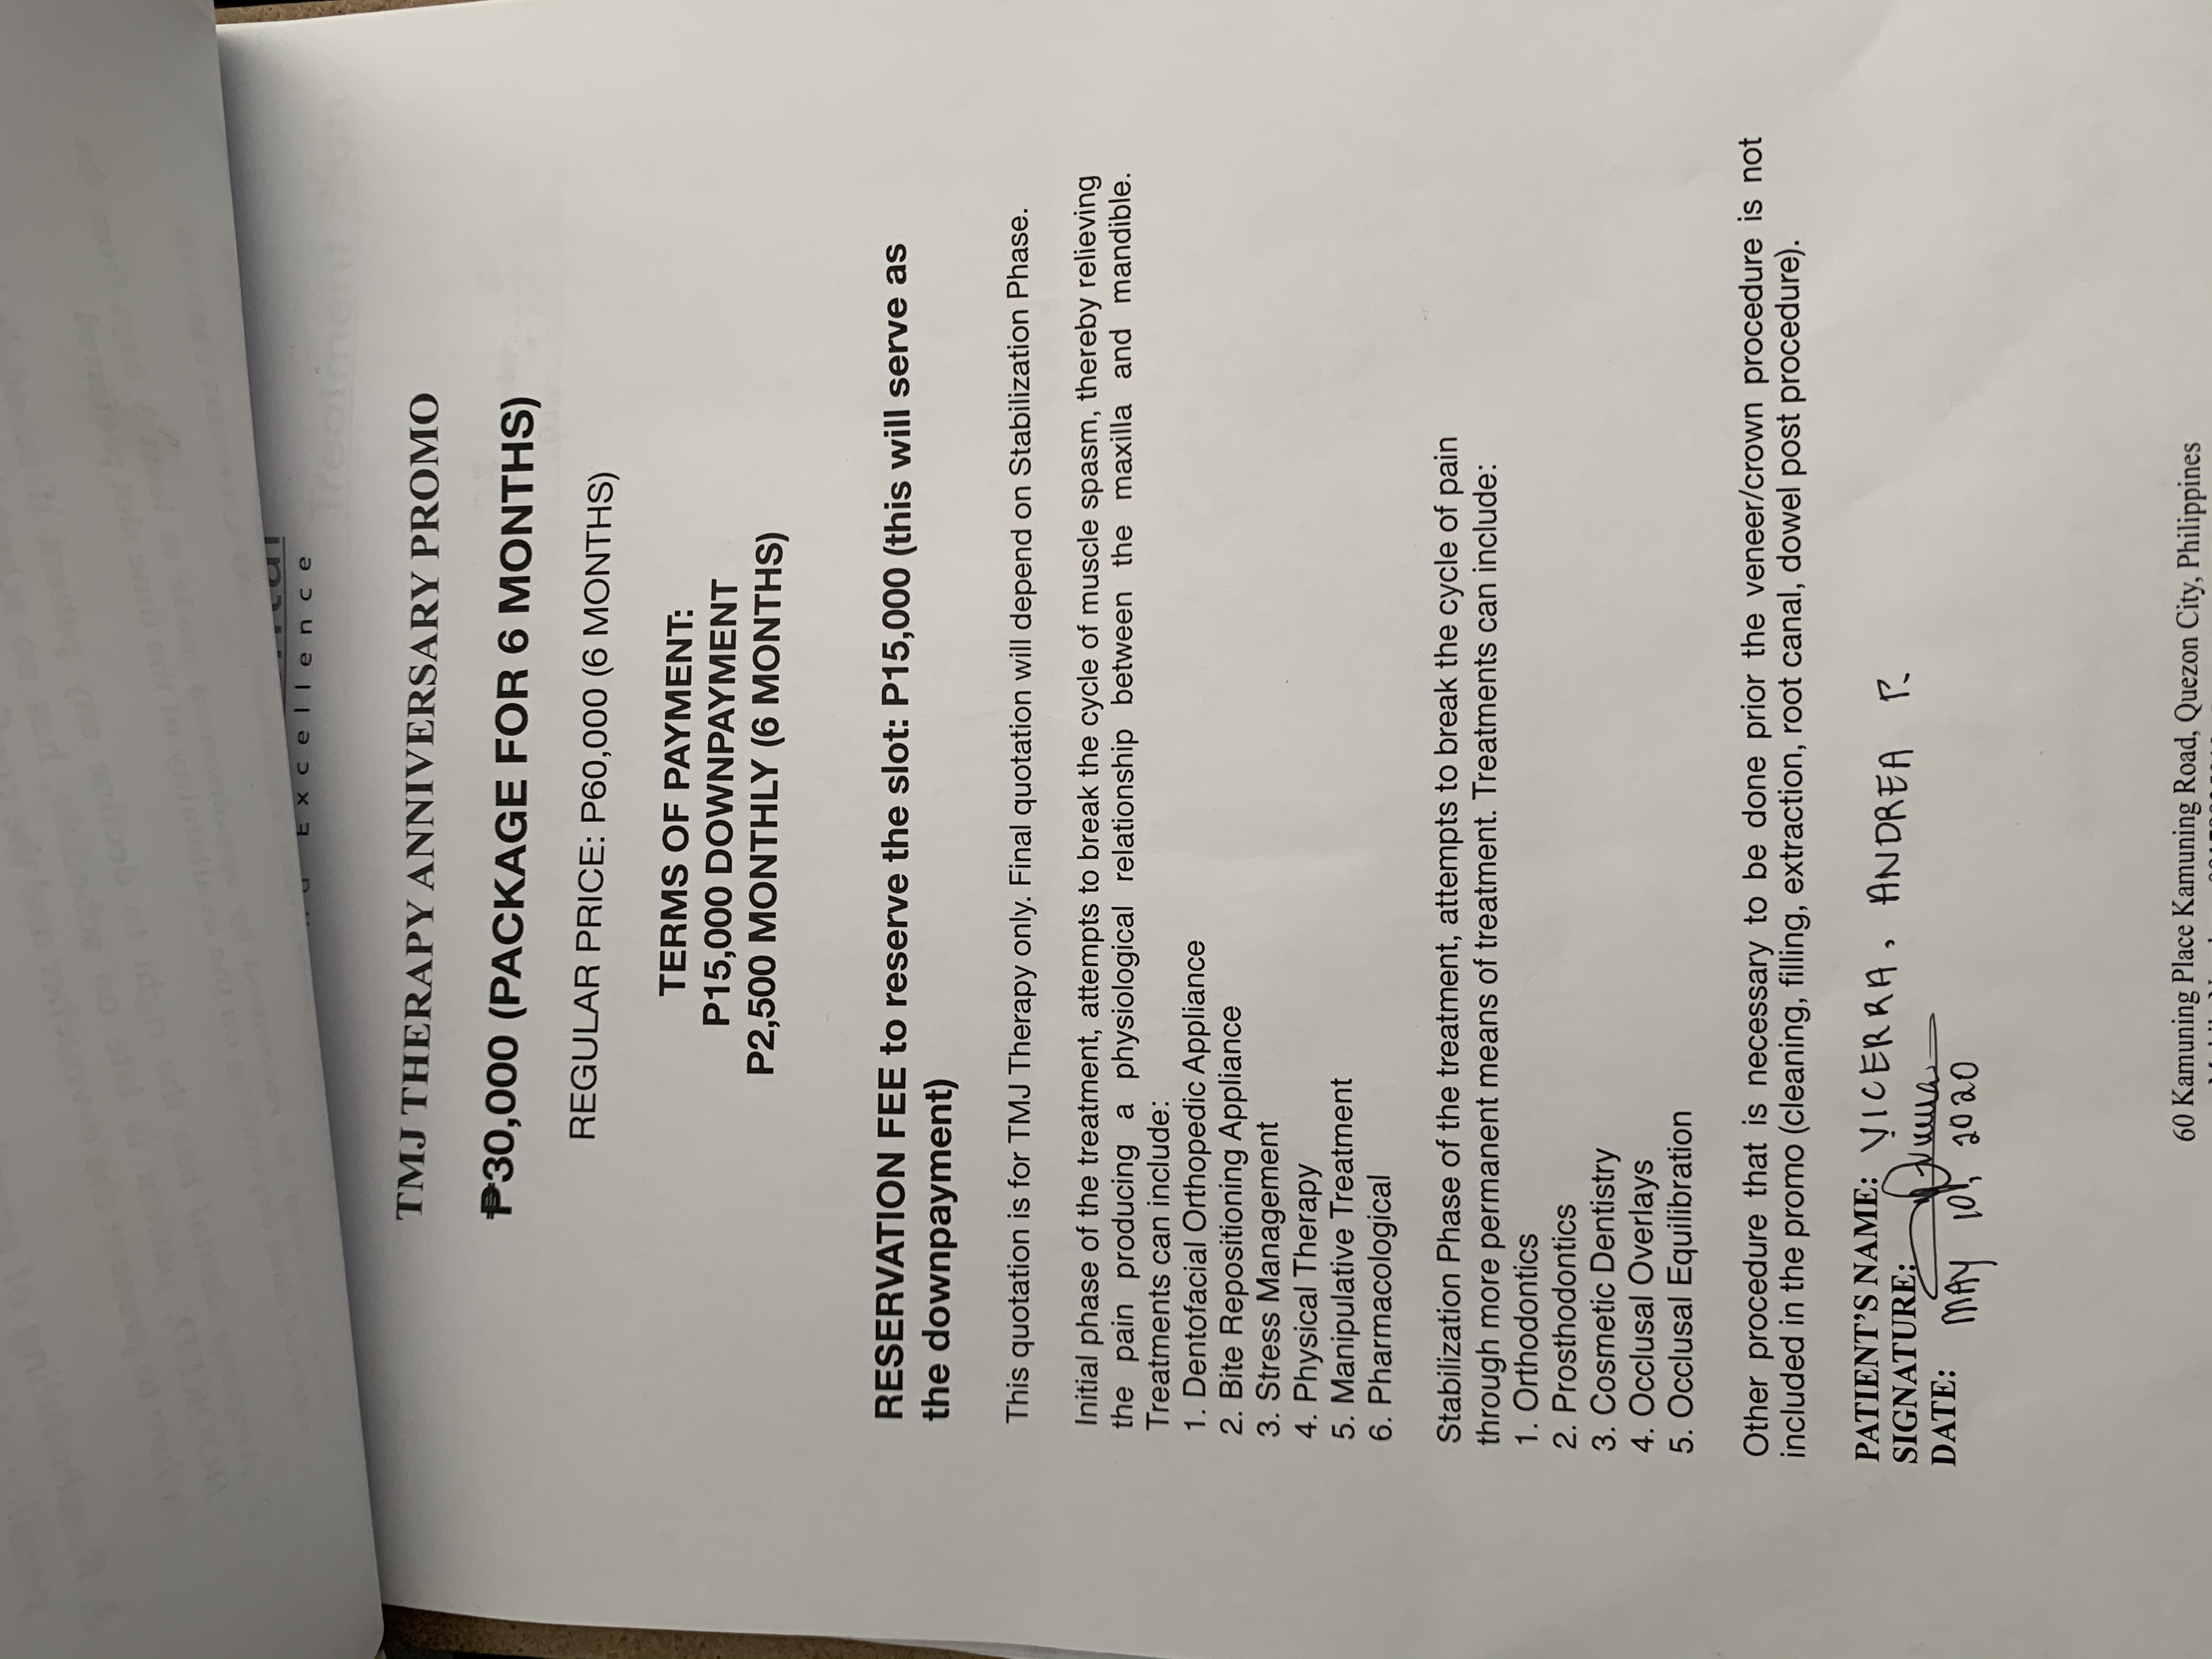 Excellence
TMJ THERAPY ANNIVERSARY PROMO
₱30,000 (PACKAGE FOR 6 MONTHS)
REGULAR PRICE: P60,000 (6 MONTHS)
TERMS OF PAYMENT:
P15,000 DOWNPAYMENT
P2,500 MONTHLY (6 MONTHS)
RESERVATION FEE to reserve the slot: P15,000 (this will serve as
the downpayment)
This quotation is for TMJ Therapy only. Final quotation will depend on Stabilization Phase.
Initial phase of the treatment, attempts to break the cycle of muscle spasm, thereby relieving
the pain producing a physiological relationship between the maxilla and mandible.
Treatments can include:
1. Dentofacial Orthopedic Appliance
2. Bite Repositioning Appliance
3. Stress Management
4. Physical Therapy
5. Manipulative Treatment
6. Pharmacological
Stabilization Phase of the treatment, attempts to break the cycle of pain
through more permanent means of treatment. Treatments can include:
1. Orthodontics
2. Prosthodontics
3. Cosmetic Dentistry
4. Occlusal Overlays
5. Occlusal Equilibration
Other procedure that is necessary to be done prior the veneer/crown procedure is not
included in the promo (cleaning, filling, extraction, root canal, dowel post procedure).
PATIENT'S NAME: VICERRA, ANDREA P.
SIGNATURE:
DATE: MAY 10, 2020
60 Kamuning Place Kamuning Road, Quezon City, Philippines